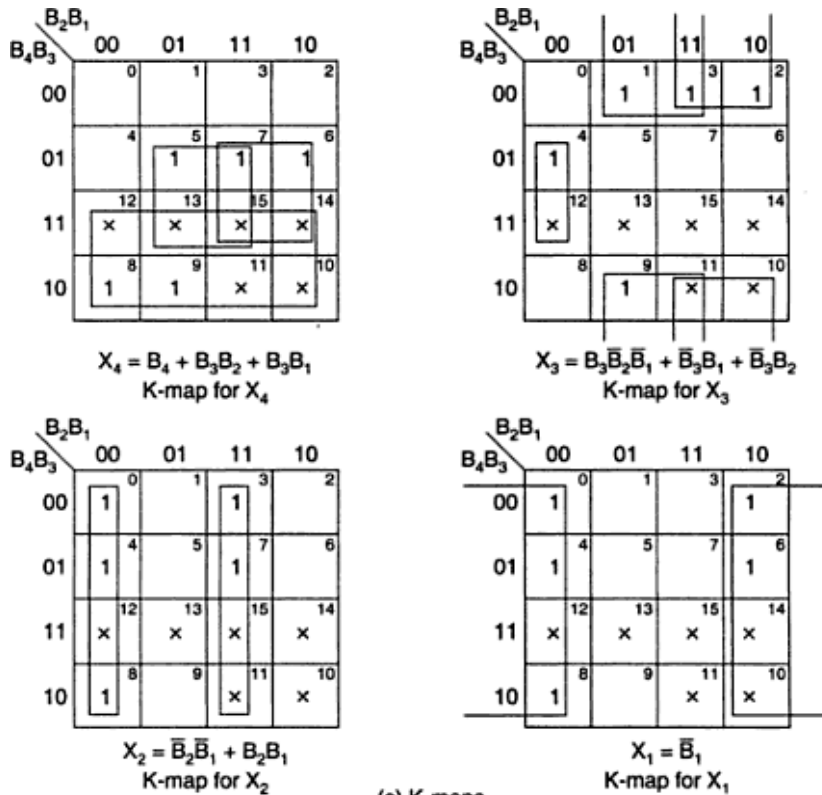 B₂B₁
B₄B₃ 00 01 11 10
0 1 3 2
00
4 5 7 6
01 1 1 1
12 13 15 14
11 × × × ×
8 9 11 10
10 1 1 × ×
X₄ = B₄ + B₃B₂ + B₃B₁
K-map for X₄
B₂B₁
B₄B₃ 00 01 11 10
0 1 3 2
00 1 1 1
4 5 7 6
01 1
12 13 15 14
11 × × × ×
8 9 11 10
10 1 × ×
X₃ = B₃B̅₂B̅₁ + B̅₃B₁ + B̅₃B₂
K-map for X₃
B₂B₁
B₄B₃ 00 01 11 10
0 1 3 2
00 1 1
4 5 7 6
01 1 1
12 13 15 14
11 × × × ×
8 9 11 10
10 1 × ×
X₂ = B̅₂B̅₁ + B₂B₁
K-map for X₂
B₂B₁
B₄B₃ 00 01 11 10
0 1 3 2
00 1 1
4 5 7 6
01 1 1
12 13 15 14
11 × × × ×
8 9 11 10
10 1 × ×
X₁ = B̅₁
K-map for X₁
K-maps